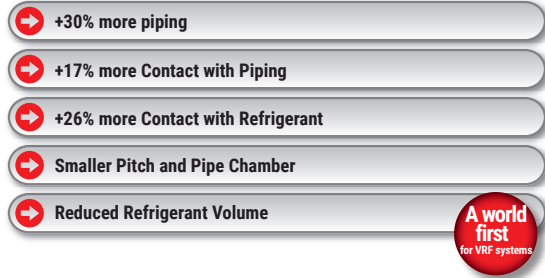 +30% more piping
+17% more Contact with Piping
+26% more Contact with Refrigerant
Smaller Pitch and Pipe Chamber
Reduced Refrigerant Volume
A world
first
for VRF systems